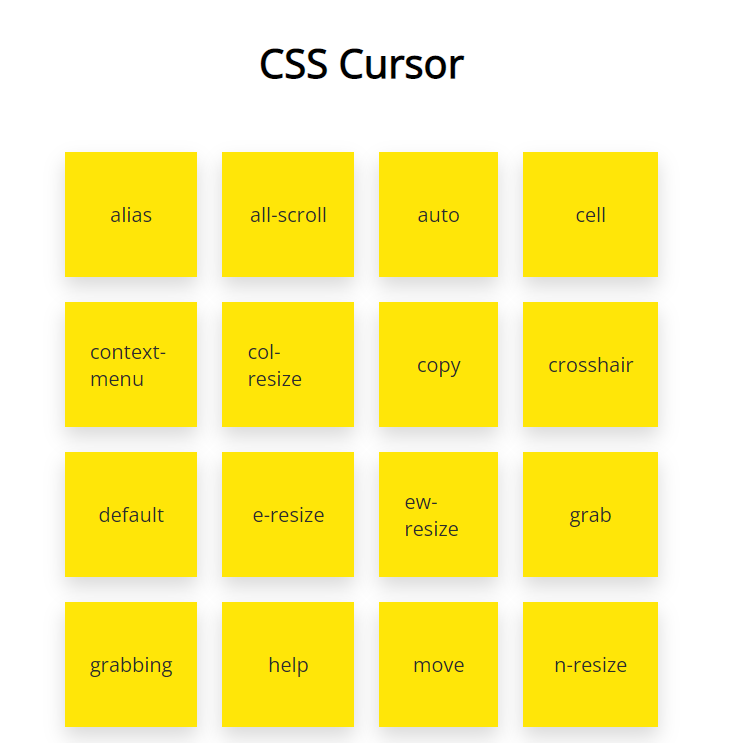 CSS Cursor
alias
all-scroll
auto
cell
context-
menu
col-
resize
copy
crosshair
default
e-resize
ew-
resize
grab
grabbing
help
move
n-resize